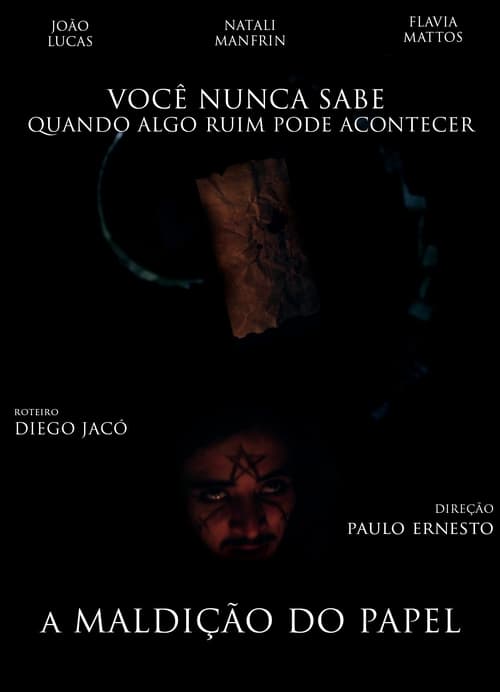 JOÃO
LUCAS
NATALI
MANFRIN
FLAVIA
MATTOS
VOCÊ NUNCA SABE
QUANDO ALGO RUIM PODE ACONTECER
ROTEIRO
DIEGO JACÓ
DIREÇÃO
PAULO ERNESTO
A MALDIÇÃO DO PAPEL